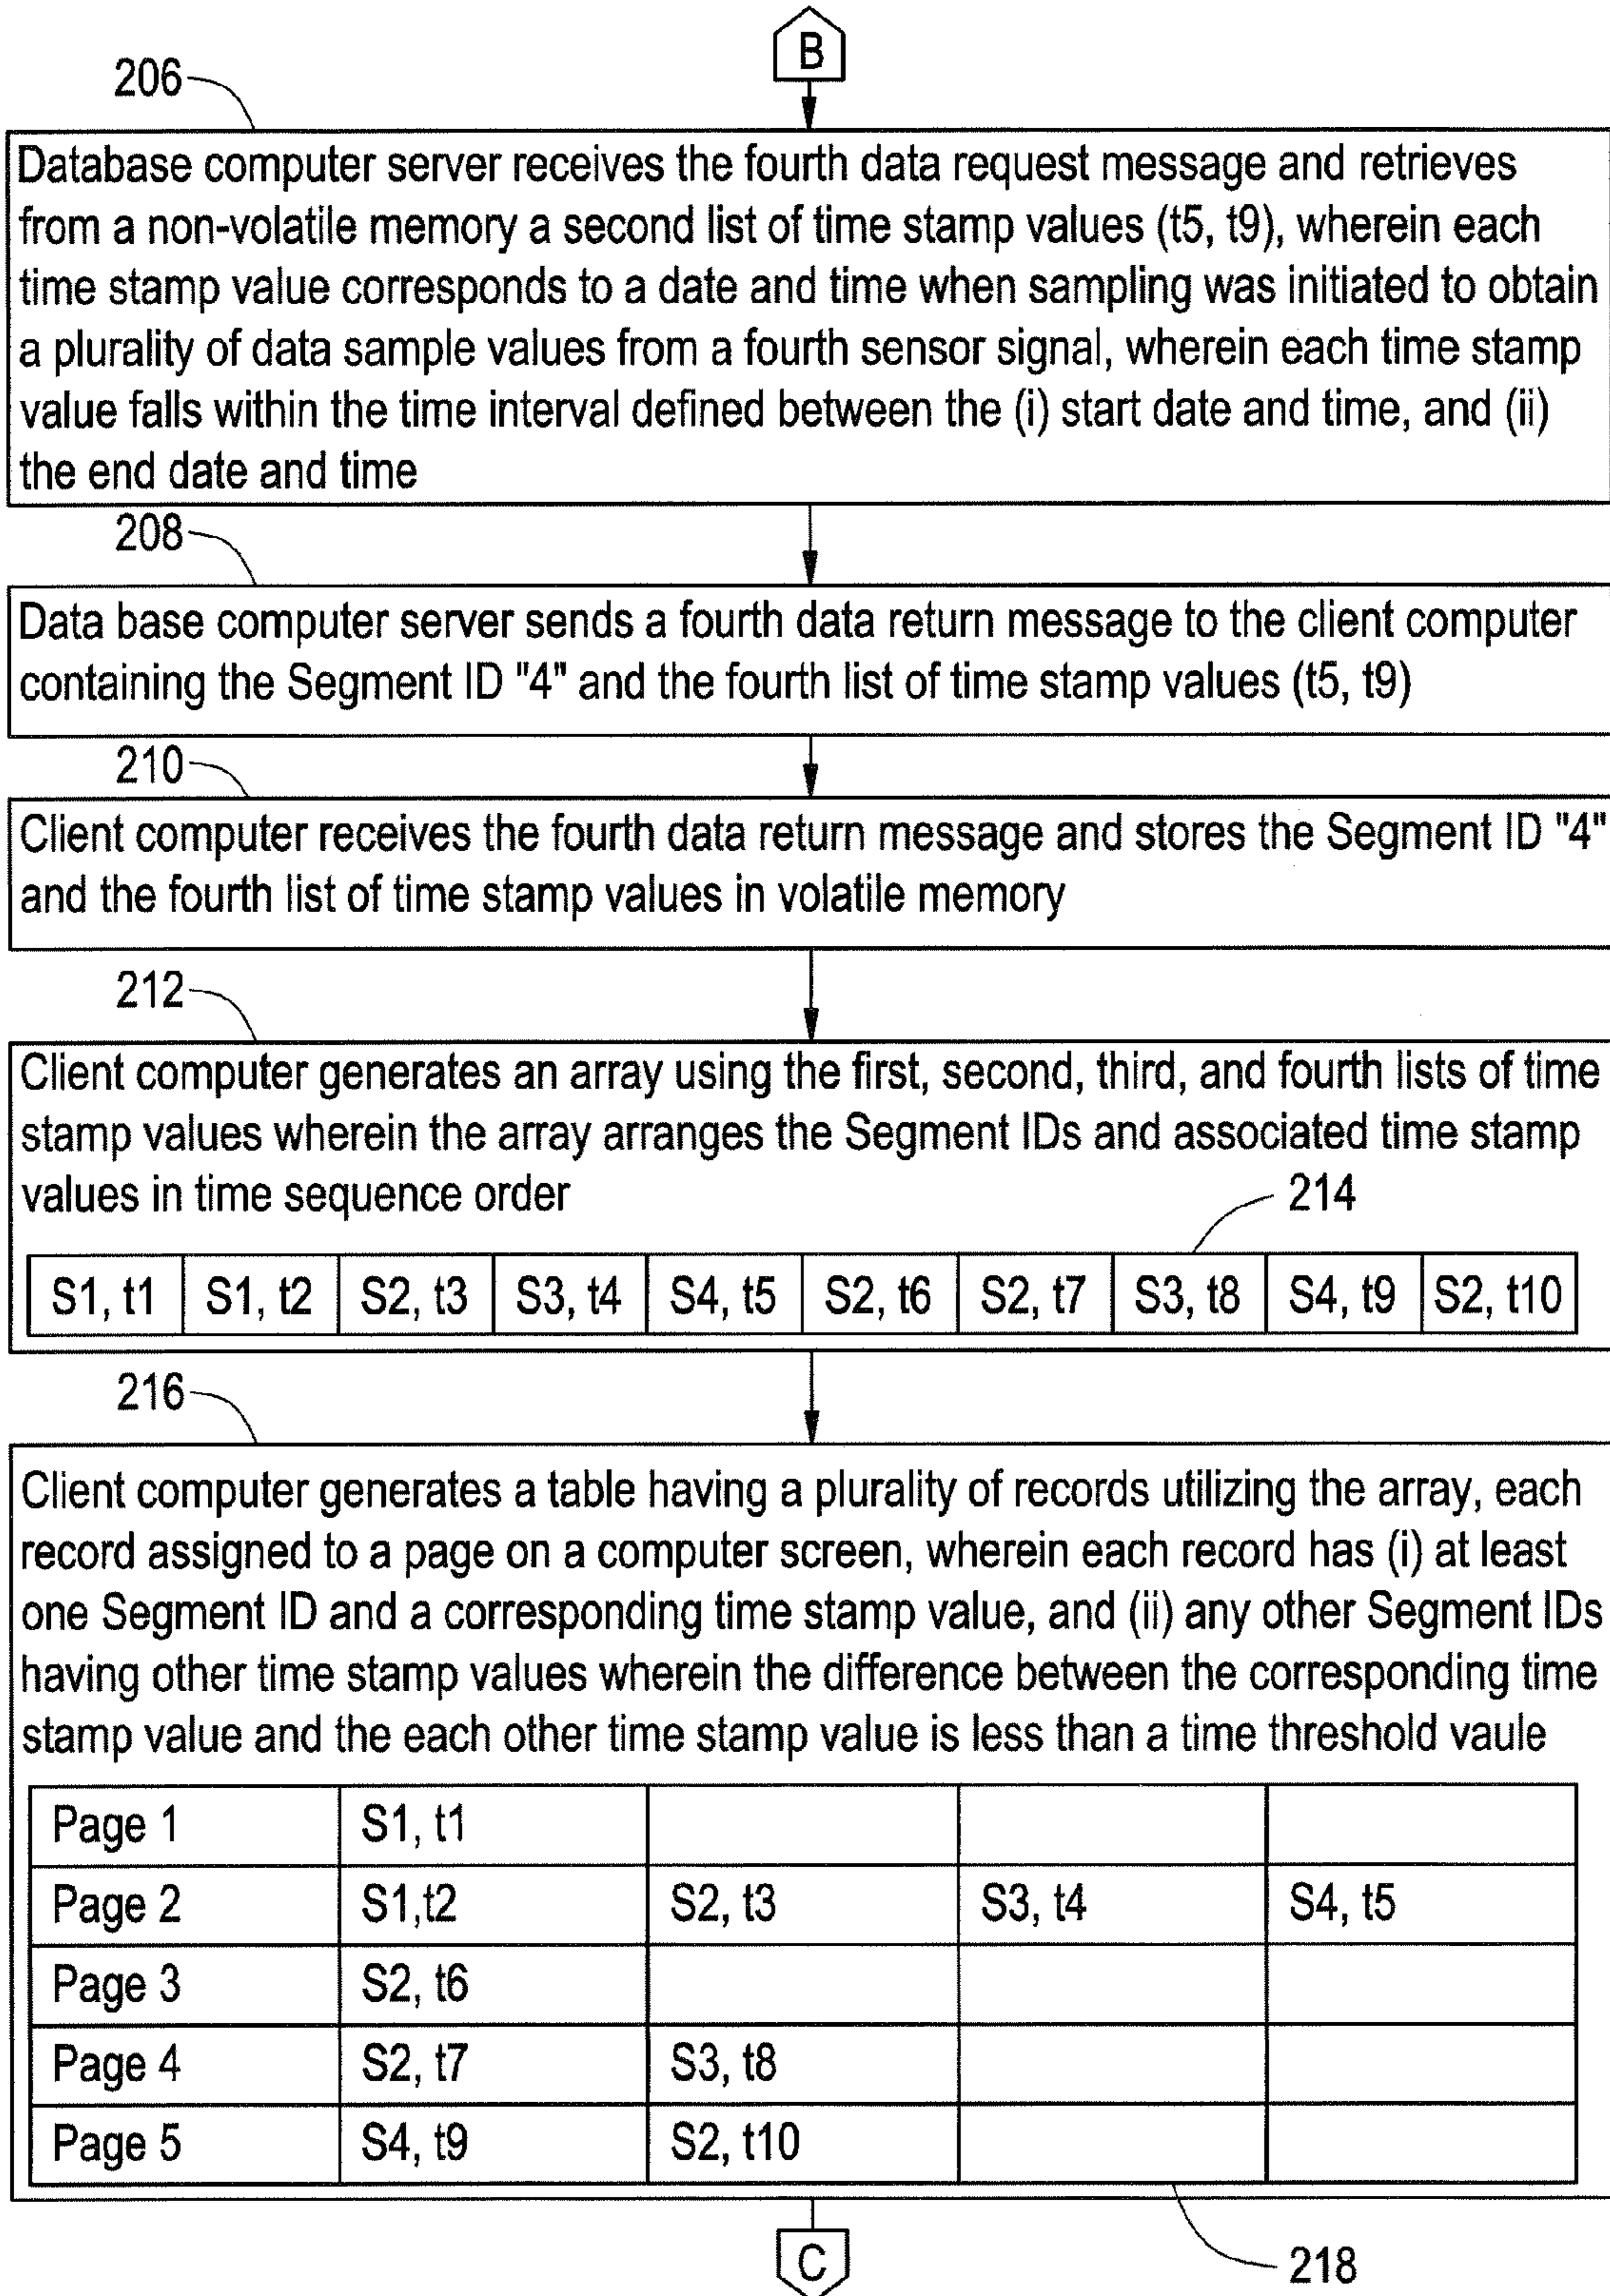 B
206
Database computer server receives the fourth data request message and retrieves
from a non-volatile memory a second list of time stamp values (t5, t9), wherein each
time stamp value corresponds to a date and time when sampling was initiated to obtain
a plurality of data sample values from a fourth sensor signal, wherein each time stamp
value falls within the time interval defined between the (i) start date and time, and (ii)
the end date and time
208
Data base computer server sends a fourth data return message to the client computer
containing the Segment ID "4" and the fourth list of time stamp values (t5, t9)
210
Client computer receives the fourth data return message and stores the Segment ID "4"
and the fourth list of time stamp values in volatile memory
212
Client computer generates an array using the first, second, third, and fourth lists of time
stamp values wherein the array arranges the Segment IDs and associated time stamp
values in time sequence order
214
S1, t1 S1, t2 S2, t3 S3, t4 S4, t5 S2, t6 S2, t7 S3, t8 S4, t9 S2, t10
216
Client computer generates a table having a plurality of records utilizing the array, each
record assigned to a page on a computer screen, wherein each record has (i) at least
one Segment ID and a corresponding time stamp value, and (ii) any other Segment IDs
having other time stamp values wherein the difference between the corresponding time
stamp value and the each other time stamp value is less than a time threshold vaule
Page 1 S1, t1
Page 2 S1,t2 S2, t3 S3, t4 S4, t5
Page 3 S2, t6
Page 4 S2, t7 S3, t8
Page 5 S4, t9 S2, t10
C
218